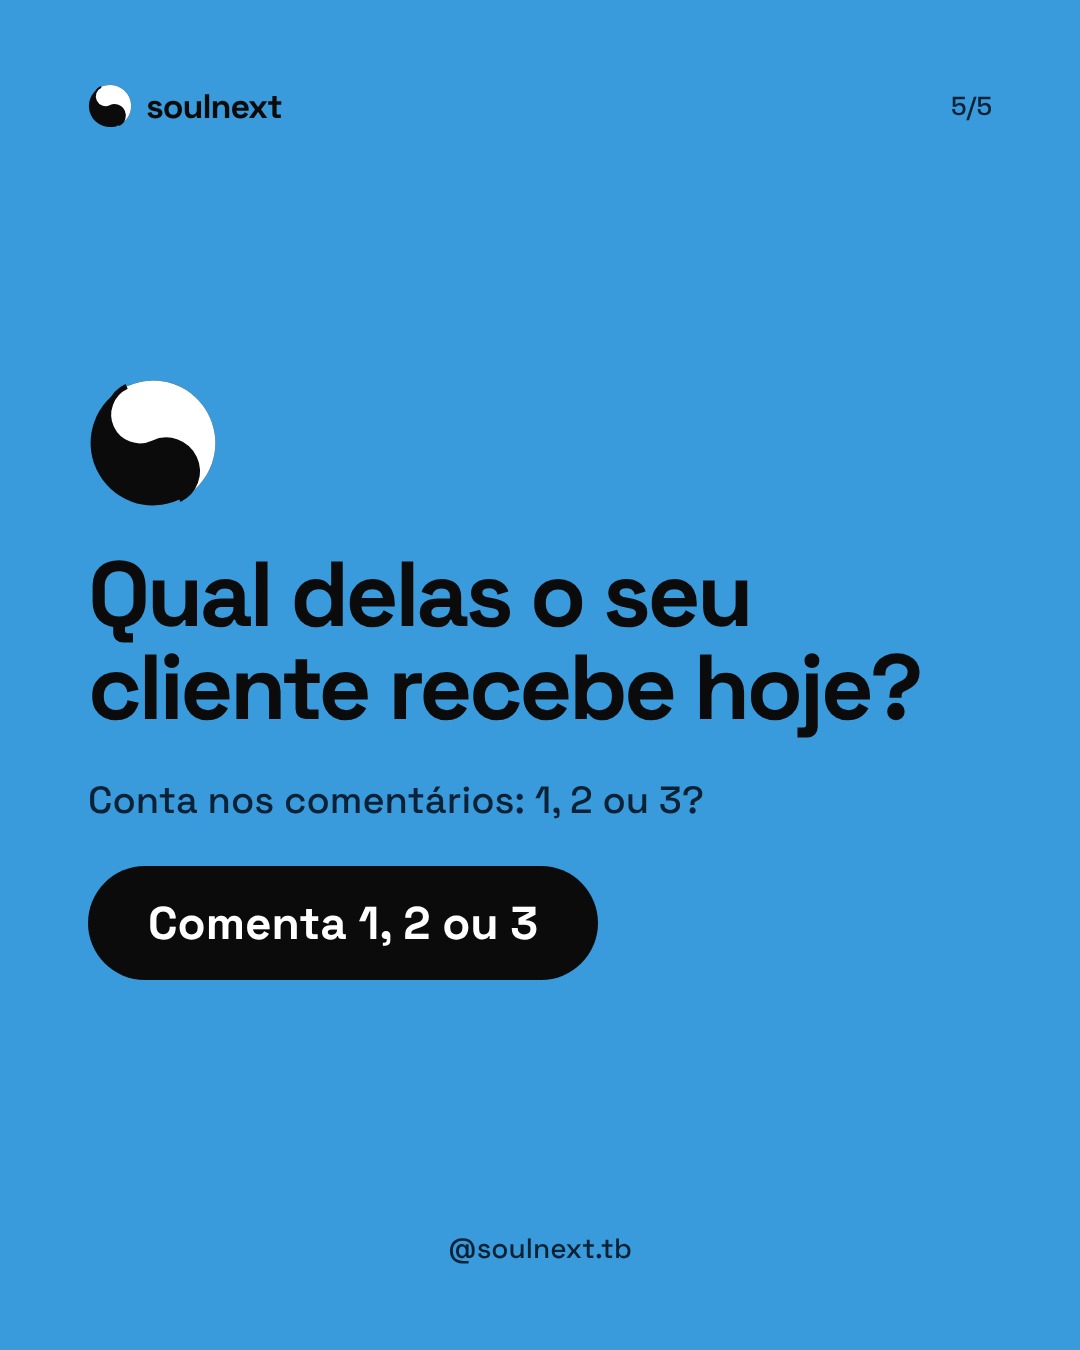 soulnext
5/5
Qual delas o seu
cliente recebe hoje?
Conta nos comentários: 1, 2 ou 3?
Comenta 1, 2 ou 3
@soulnext.tb